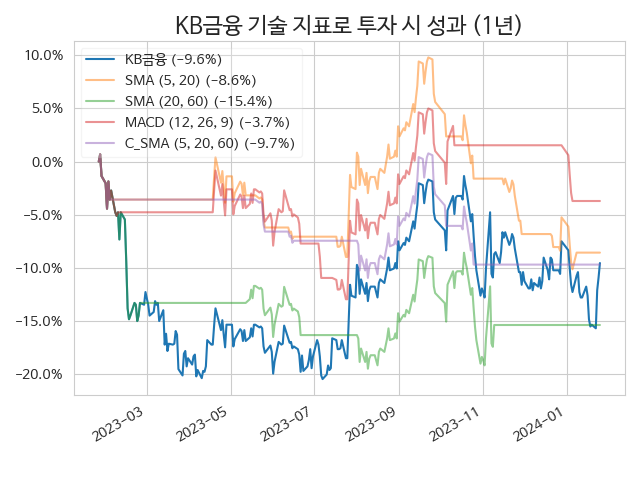 KB금융 기술 지표로 투자 시 성과 (1년)
KB금융 (−9.6%)
SMA (5, 20) (−8.6%)
SMA (20, 60) (−15.4%)
MACD (12, 26, 9) (−3.7%)
C_SMA (5, 20, 60) (−9.7%)
10.0%
5.0%
0.0%
−5.0%
−10.0%
−15.0%
−20.0%
2023-03
2023-05
2023-07
2023-09
2023-11
2024-01